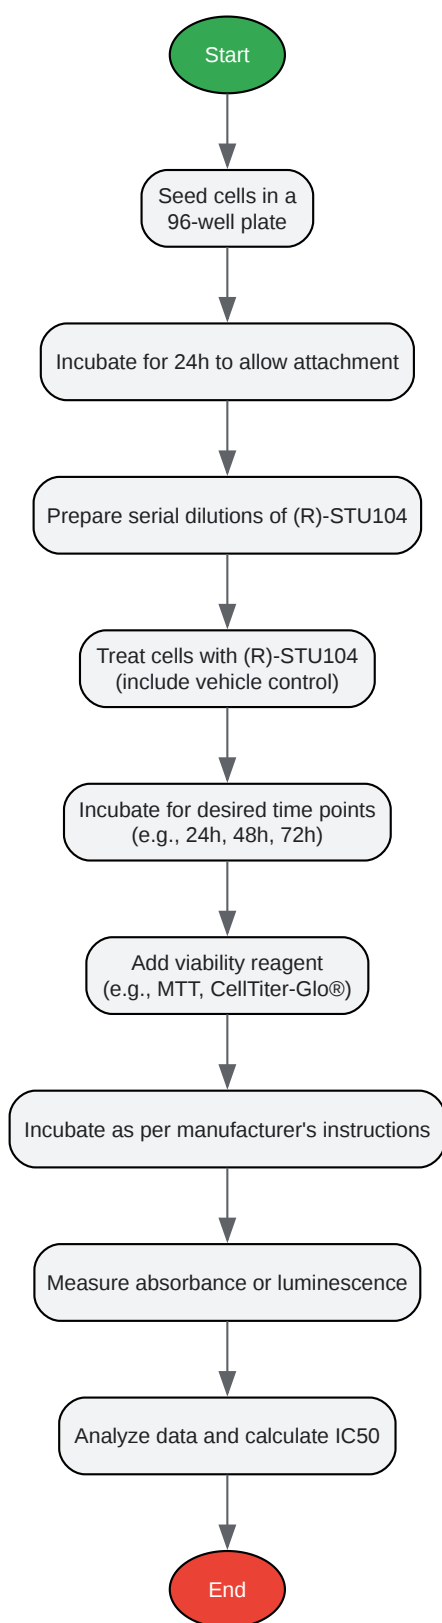 Start
Seed cells in a
96-well plate
Incubate for 24h to allow attachment
Prepare serial dilutions of (R)-STU104
Treat cells with (R)-STU104
(include vehicle control)
Incubate for desired time points
(e.g., 24h, 48h, 72h)
Add viability reagent
(e.g., MTT, CellTiter-Glo®)
Incubate as per manufacturer's instructions
Measure absorbance or luminescence
Analyze data and calculate IC50
End